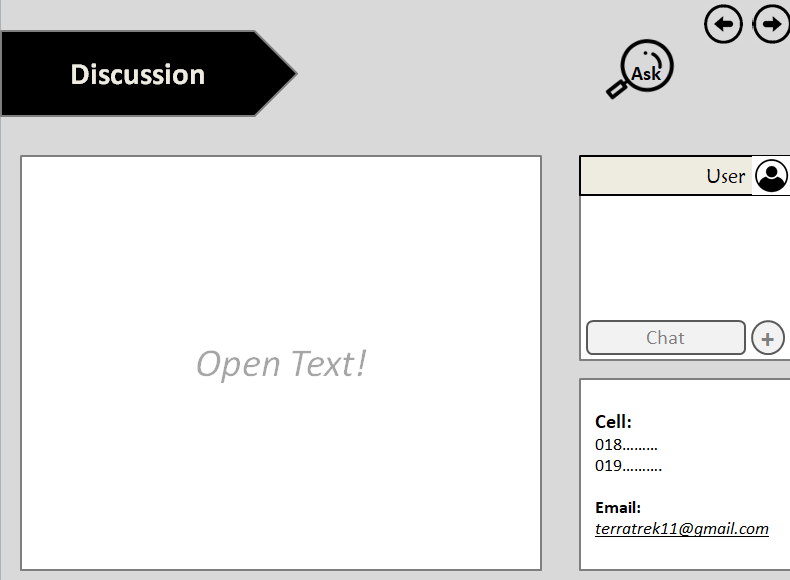 Discussion
Ask
User
Open Text!
Chat
+
Cell:
018.........
019..........
Email:
terratrek11@gmail.com